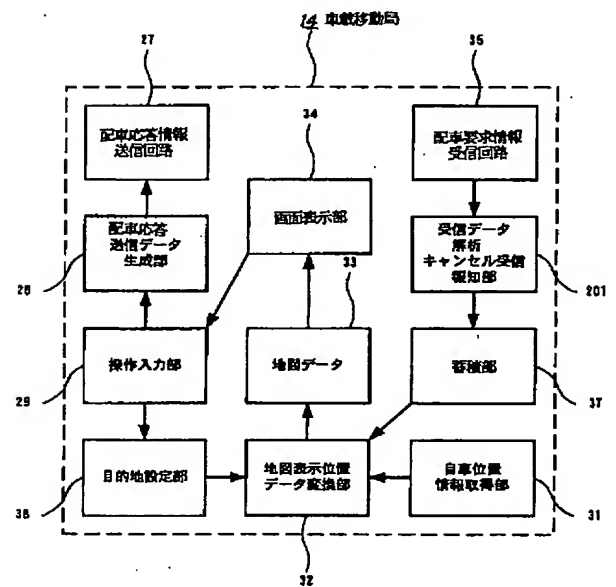 14 車載移動局
27
35
34
配車応答情報
送信回路
配車要求情報
受信回路
画面表示部
配車応答
送信データ
生成部
受信データ
解析
キャンセル受信
報知部
33
28
201
操作入力部
地図データ
蓄積部
29
37
目的地設定部
地図表示位置
データ変換部
自車位置
情報取得部
38
31
32